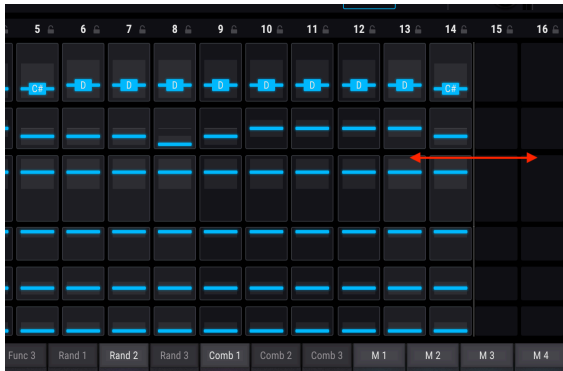 5 6 7 8 9 10 11 12 13 14 15 16
C# D D D D D D D D C#
Func 3 Rand 1 Rand 2 Rand 3 Comb 1 Comb 2 Comb 3 M 1 M 2 M 3 M 4